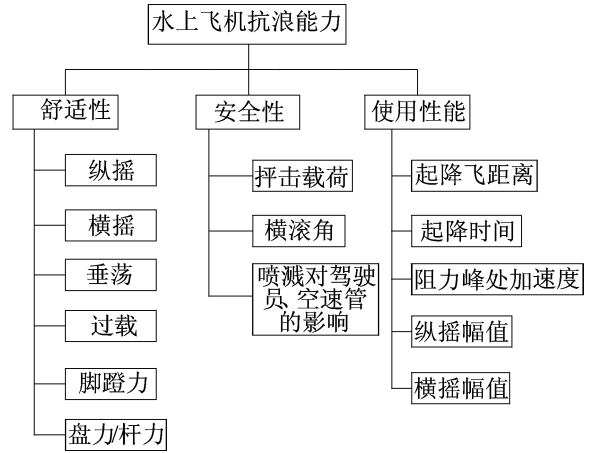 水上飞机抗浪能力
舒适性
安全性
使用性能
纵摇
横摇
垂荡
过载
脚蹬力
盘力/杆力
抨击载荷
横滚角
喷溅对驾驶
员、空速管
的影响
起降飞距离
起降时间
阻力峰处加速度
纵摇幅值
横摇幅值